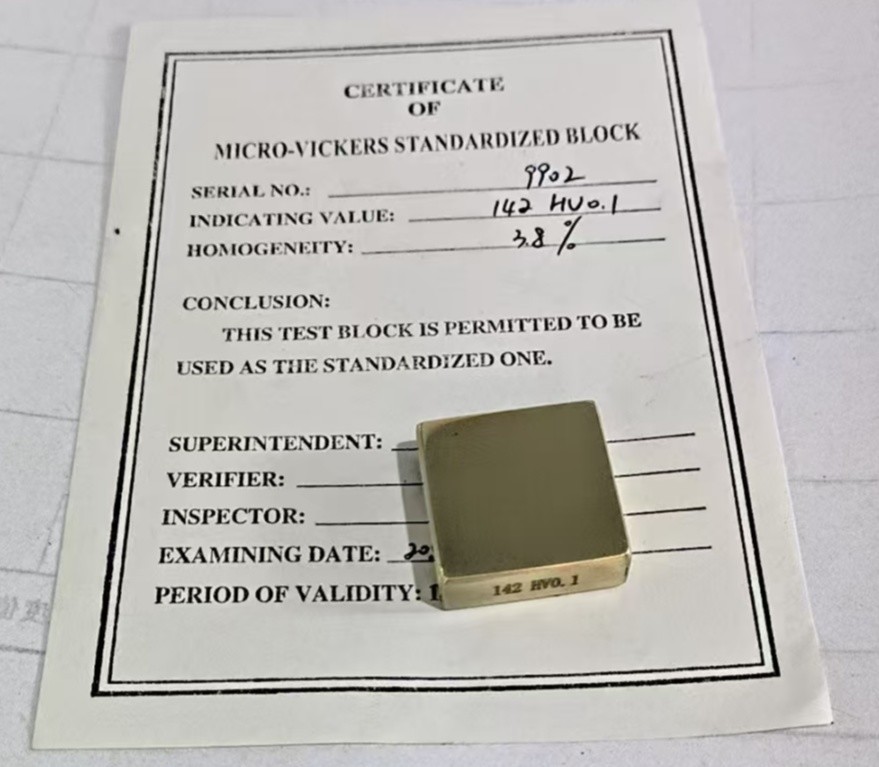 CERTIFICATE
OF
MICRO-VICKERS STANDARDIZED BLOCK
SERIAL NO.: 9902
INDICATING VALUE: 142 HV0.1
HOMOGENEITY: 3.8 %
CONCLUSION:
THIS TEST BLOCK IS PERMITTED TO BE
USED AS THE STANDARDIZED ONE.
SUPERINTENDENT:
VERIFIER:
INSPECTOR:
EXAMINING DATE: 20
PERIOD OF VALIDITY: 1
142 HV0.1